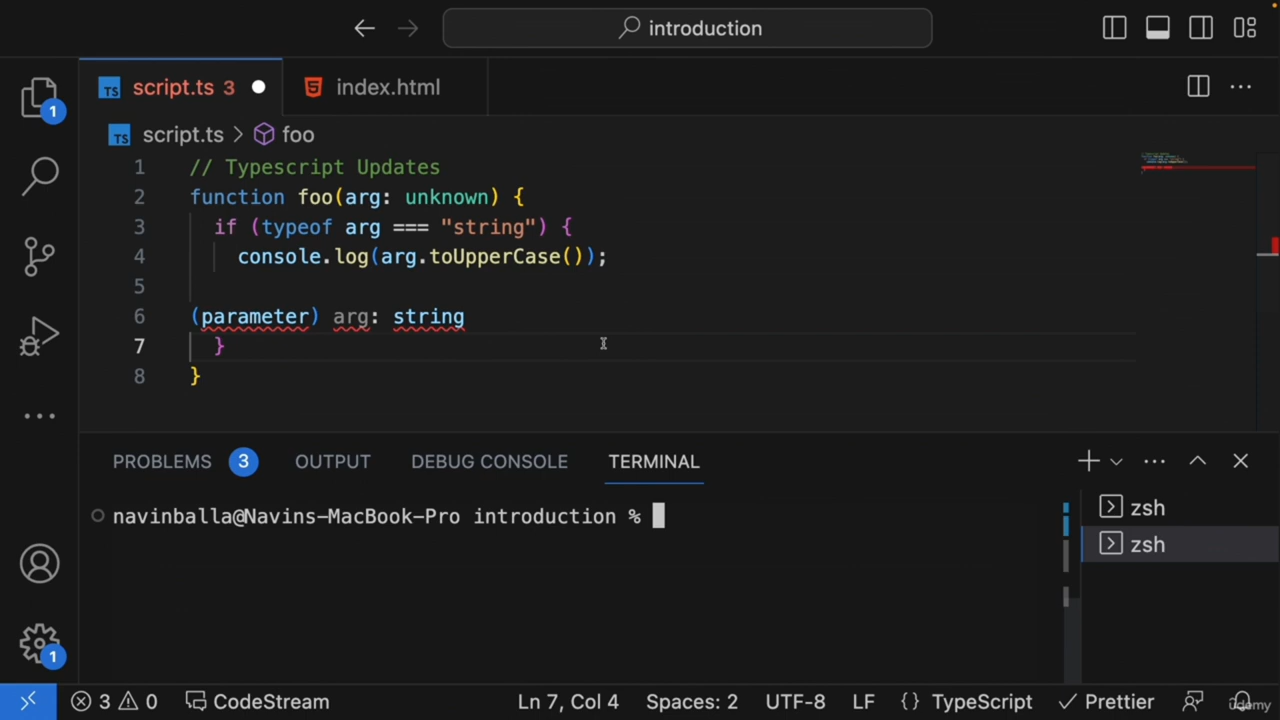 introduction
TS script.ts 3
index.html
TS script.ts > foo
1 // Typescript Updates
2 function foo(arg: unknown) {
3 if (typeof arg === "string") {
4 console.log(arg.toUpperCase());
5
6 (parameter) arg: string
7 }
8 }
1
PROBLEMS 3 OUTPUT DEBUG CONSOLE TERMINAL
navinballa@Navins-MacBook-Pro introduction %
zsh
zsh
1
3 0 CodeStream Ln 7, Col 4 Spaces: 2 UTF-8 LF {} TypeScript Prettier
udemy